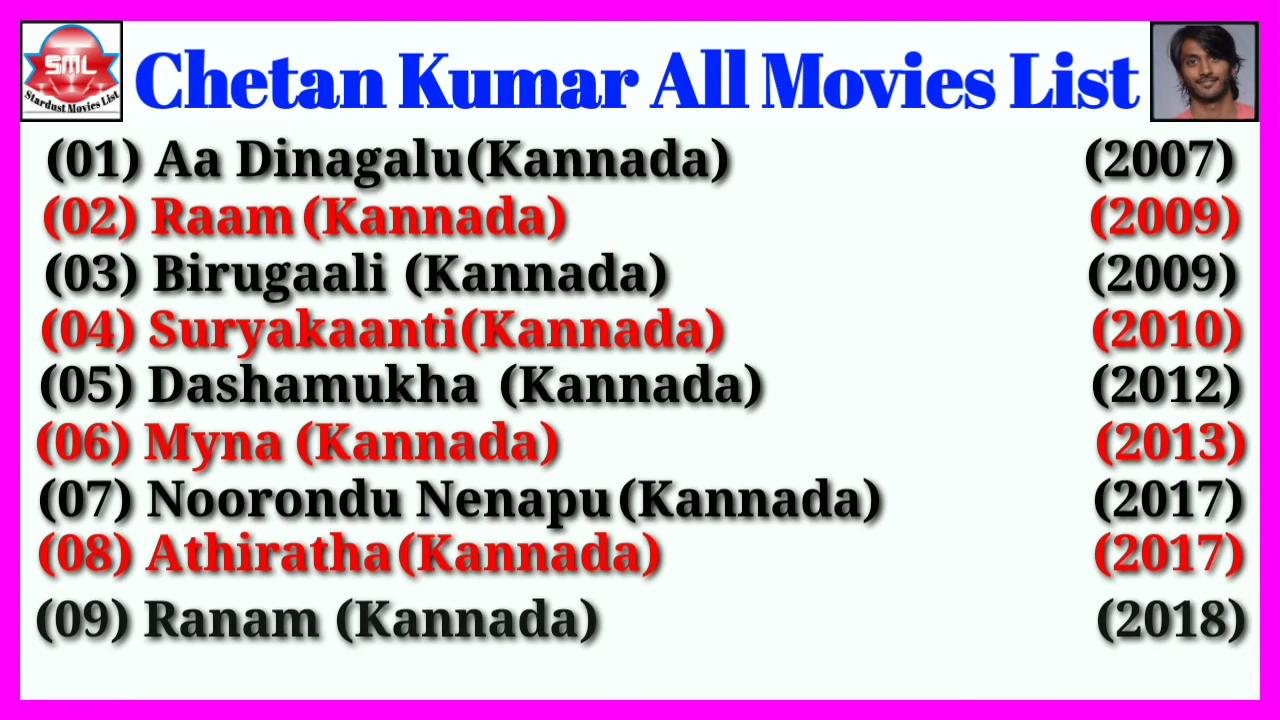 SML
Stardust Movies List
Chetan Kumar All Movies List
(01) Aa Dinagalu(Kannada) (2007)
(02) Raam (Kannada) (2009)
(03) Birugaali (Kannada) (2009)
(04) Suryakaanti(Kannada) (2010)
(05) Dashamukha (Kannada) (2012)
(06) Myna (Kannada) (2013)
(07) Noorondu Nenapu (Kannada) (2017)
(08) Athiratha (Kannada) (2017)
(09) Ranam (Kannada) (2018)